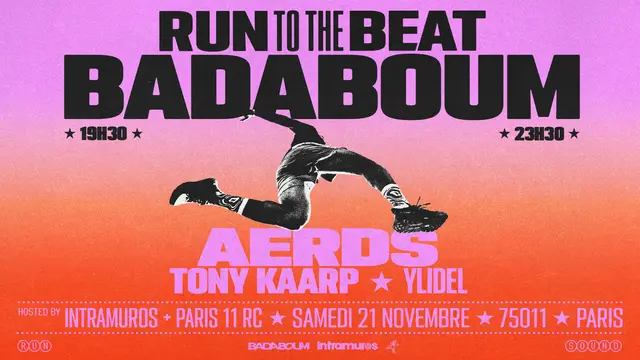 RUN TO THE BEAT
BADABOUM
★ 19H30 ★
★ 23H30 ★
AERDS
TONY KAARP ★ YLIDEL
HOSTED BY INTRAMUROS + PARIS 11 RC ★ SAMEDI 21 NOVEMBRE ★ 75011 ★ PARIS
RUN
BADABOUM intramuros
SOUND